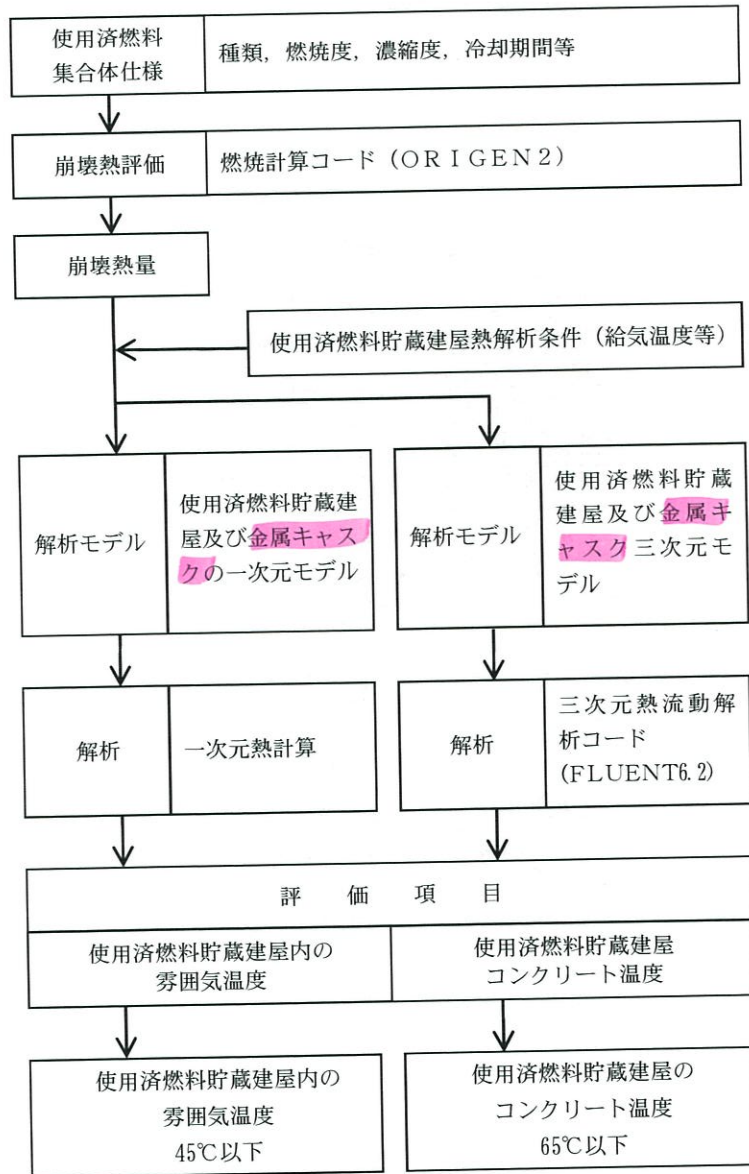 使用済燃料
集合体仕様
種類，燃焼度，濃縮度，冷却期間等
崩壊熱評価
燃焼計算コード（ＯＲＩＧＥＮ２）
崩壊熱量
使用済燃料貯蔵建屋熱解析条件（給気温度等）
解析モデル
使用済燃料貯蔵建
屋及び金属キャス
クの一次元モデル
解析モデル
使用済燃料貯蔵
建屋及び金属キ
ャスク三次元モ
デル
解析
一次元熱計算
解析
三次元熱流動解
析コード
(FLUENT6.2)
評価項目
使用済燃料貯蔵建屋内の
雰囲気温度
使用済燃料貯蔵建屋
コンクリート温度
使用済燃料貯蔵建屋内の
雰囲気温度
45℃以下
使用済燃料貯蔵建屋の
コンクリート温度
65℃以下